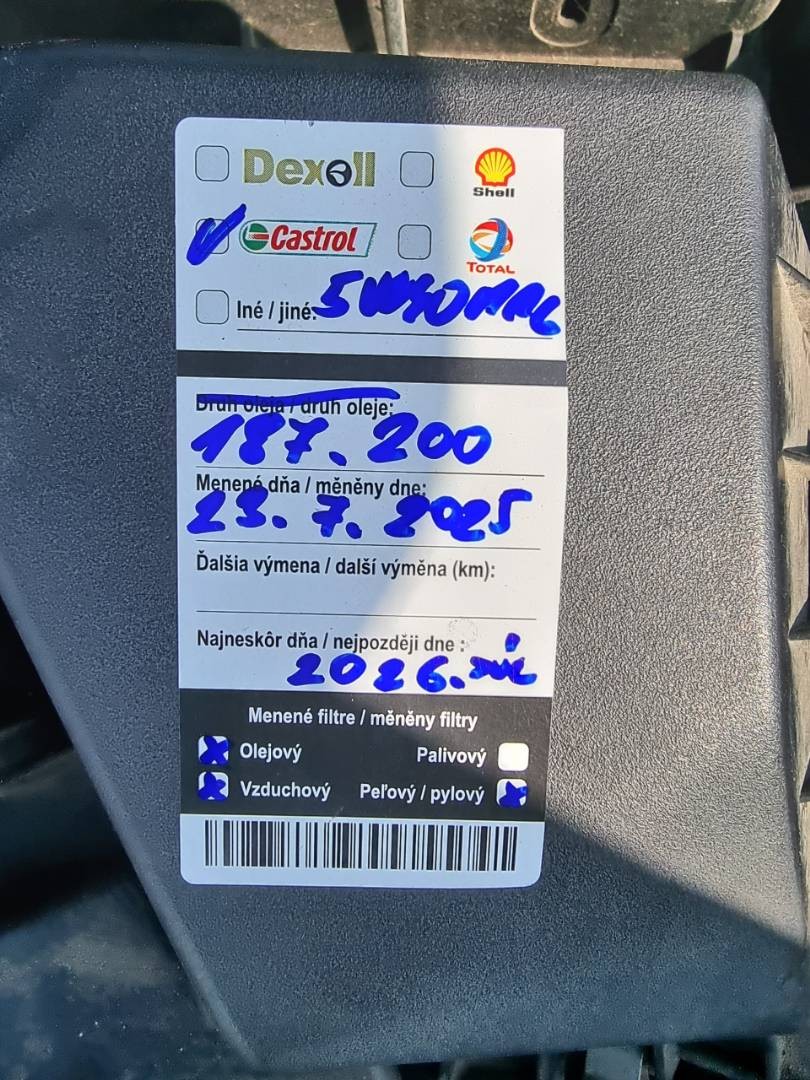 Dexoll
Shell
Castrol
TOTAL
Iné / jiné:
Druh oleja / druh oleje:
187.200
Menené dňa / měněny dne:
23.7.2025
Ďalšia výmena / další výměna (km):
Najneskôr dňa / nejpozději dne :
2026.
Menené filtre / měněny filtry
Olejový Palivový
Vzduchový Peľový / pylový